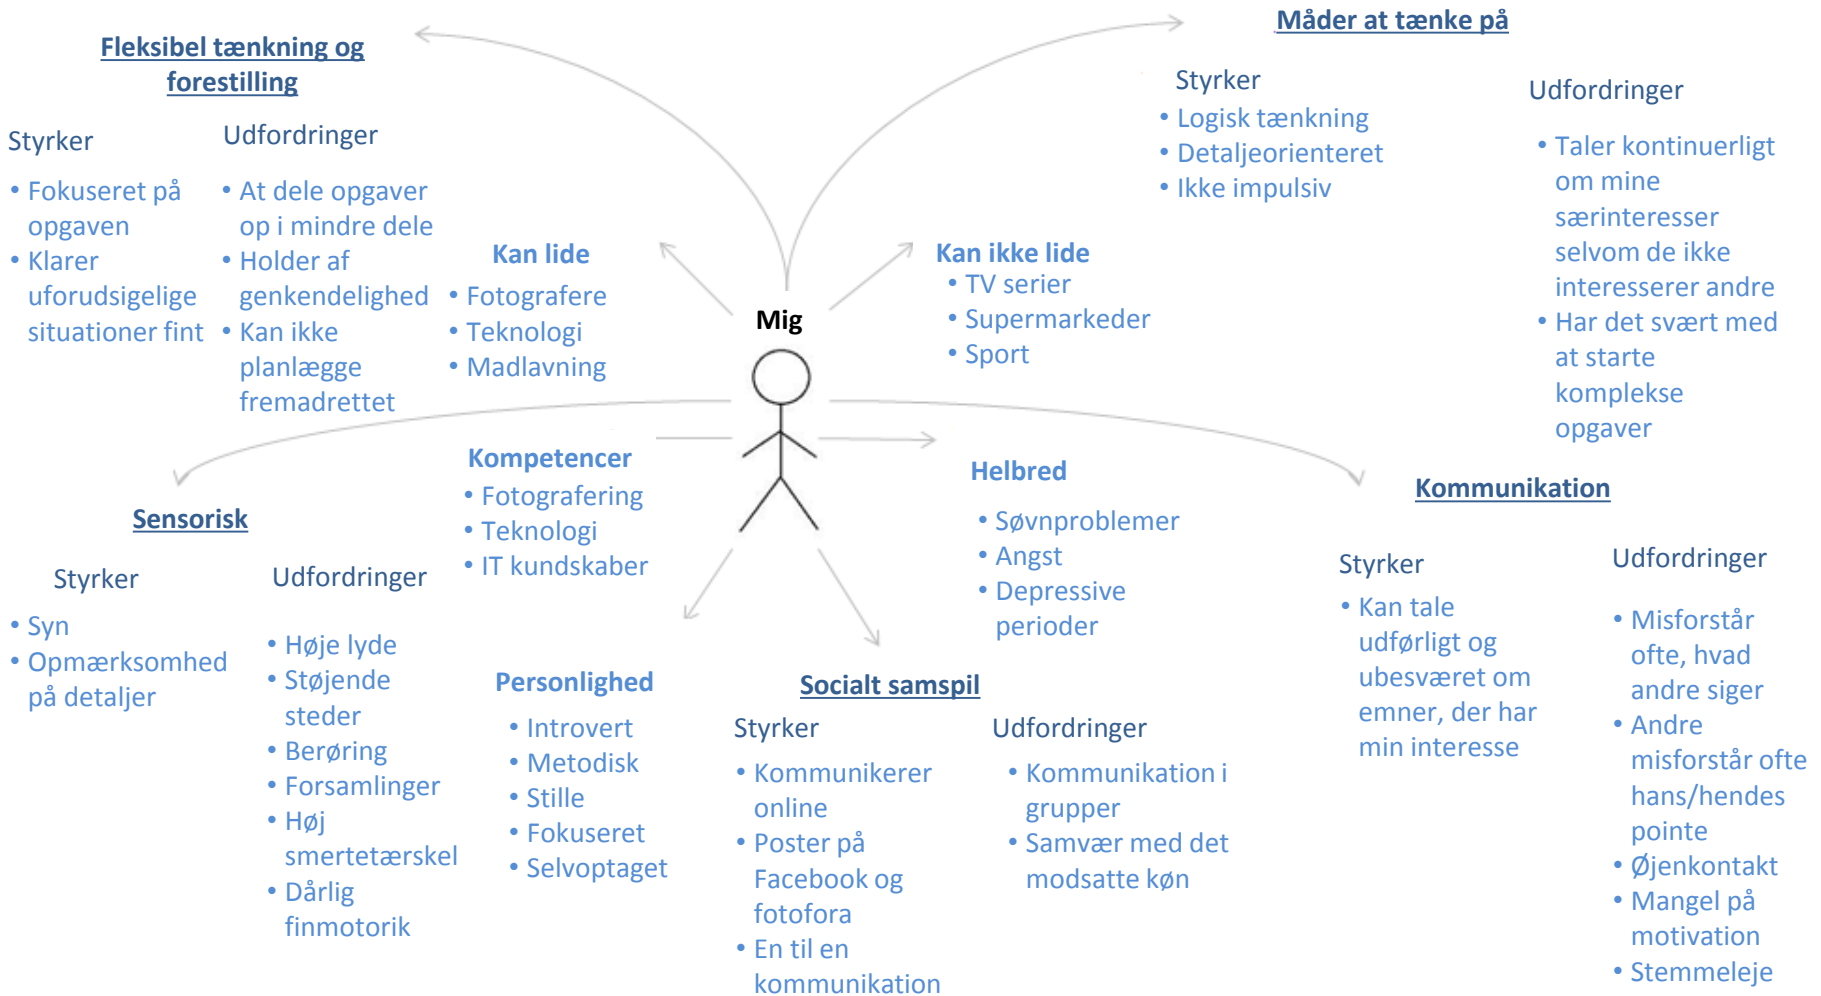 Fleksibel tænkning og
forestilling
Styrker
• Fokuseret på
opgaven
• Klarer
uforudsigelige
situationer fint
Udfordringer
• At dele opgaver
op i mindre dele
• Holder af
genkendelighed
• Kan ikke
planlægge
fremadrettet
Måder at tænke på
Styrker
• Logisk tænkning
• Detaljeorienteret
• Ikke impulsiv
Udfordringer
• Taler kontinuerligt
om mine
særinteresser
selvom de ikke
interesserer andre
• Har det svært med
at starte
komplekse
opgaver
Kan lide
• Fotografere
• Teknologi
• Madlavning
Mig
Kan ikke lide
• TV serier
• Supermarkeder
• Sport
Kompetencer
• Fotografering
• Teknologi
• IT kundskaber
Helbred
• Søvnproblemer
• Angst
• Depressive
perioder
Sensorisk
Styrker
• Syn
• Opmærksomhed
på detaljer
Udfordringer
• Høje lyde
• Støjende
steder
• Berøring
• Forsamlinger
• Høj
smertetærskel
• Dårlig
finmotorik
Personlighed
• Introvert
• Metodisk
• Stille
• Fokuseret
• Selvoptaget
Socialt samspil
Styrker
• Kommunikerer
online
• Poster på
Facebook og
fotofora
• En til en
kommunikation
Udfordringer
• Kommunikation i
grupper
• Samvær med det
modsatte køn
Kommunikation
Styrker
• Kan tale
udførligt og
ubesværet om
emner, der har
min interesse
Udfordringer
• Misforstår
ofte, hvad
andre siger
• Andre
misforstår ofte
hans/hendes
pointe
• Øjenkontakt
• Mangel på
motivation
• Stemmeleje